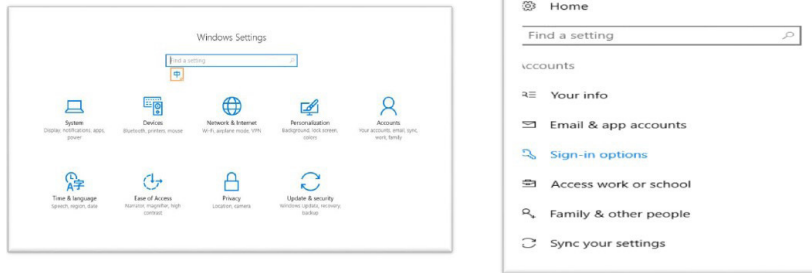 Windows Settings
Find a setting
中
System
Display, notifications, apps,
power
Devices
Bluetooth, printers, mouse
Network & Internet
Wi-Fi, airplane mode, VPN
Personalization
Background, lock screen,
colors
Accounts
Your accounts, email, sync,
work, family
Time & language
Speech, region, date
Ease of Access
Narrator, magnifier, high
contrast
Privacy
Location, camera
Update & security
Windows Update, recovery,
backup
Home
Find a setting
Accounts
Your info
Email & app accounts
Sign-in options
Access work or school
Family & other people
Sync your settings